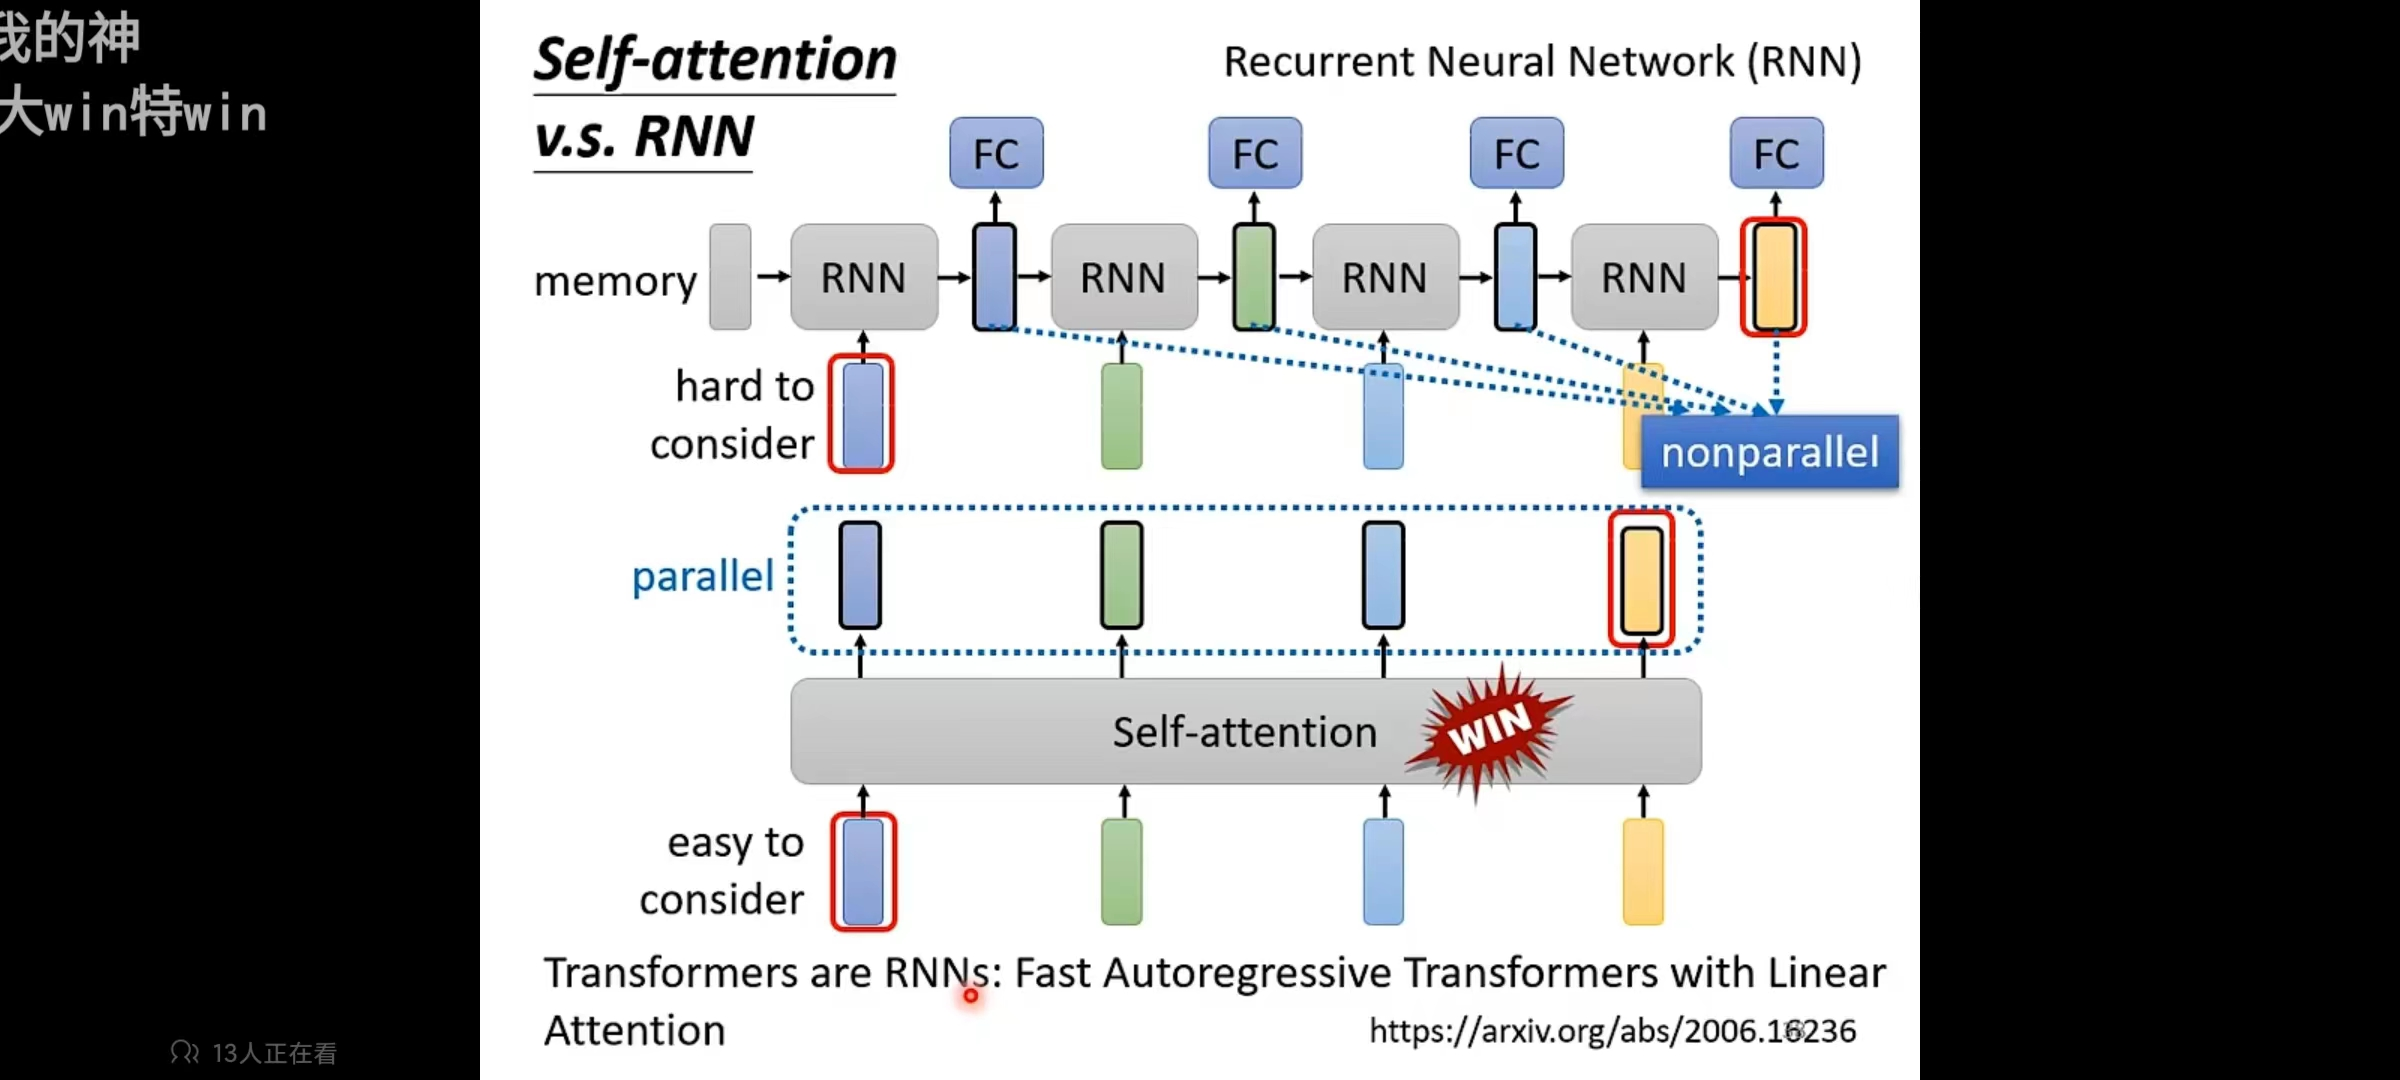 我的神
大win特win
Self-attention
v.s. RNN
Recurrent Neural Network (RNN)
FC
FC
FC
FC
memory
RNN
RNN
RNN
RNN
hard to
consider
nonparallel
parallel
Self-attention
WIN
easy to
consider
Transformers are RNNs: Fast Autoregressive Transformers with Linear
Attention
https://arxiv.org/abs/2006.16236
13人正在看